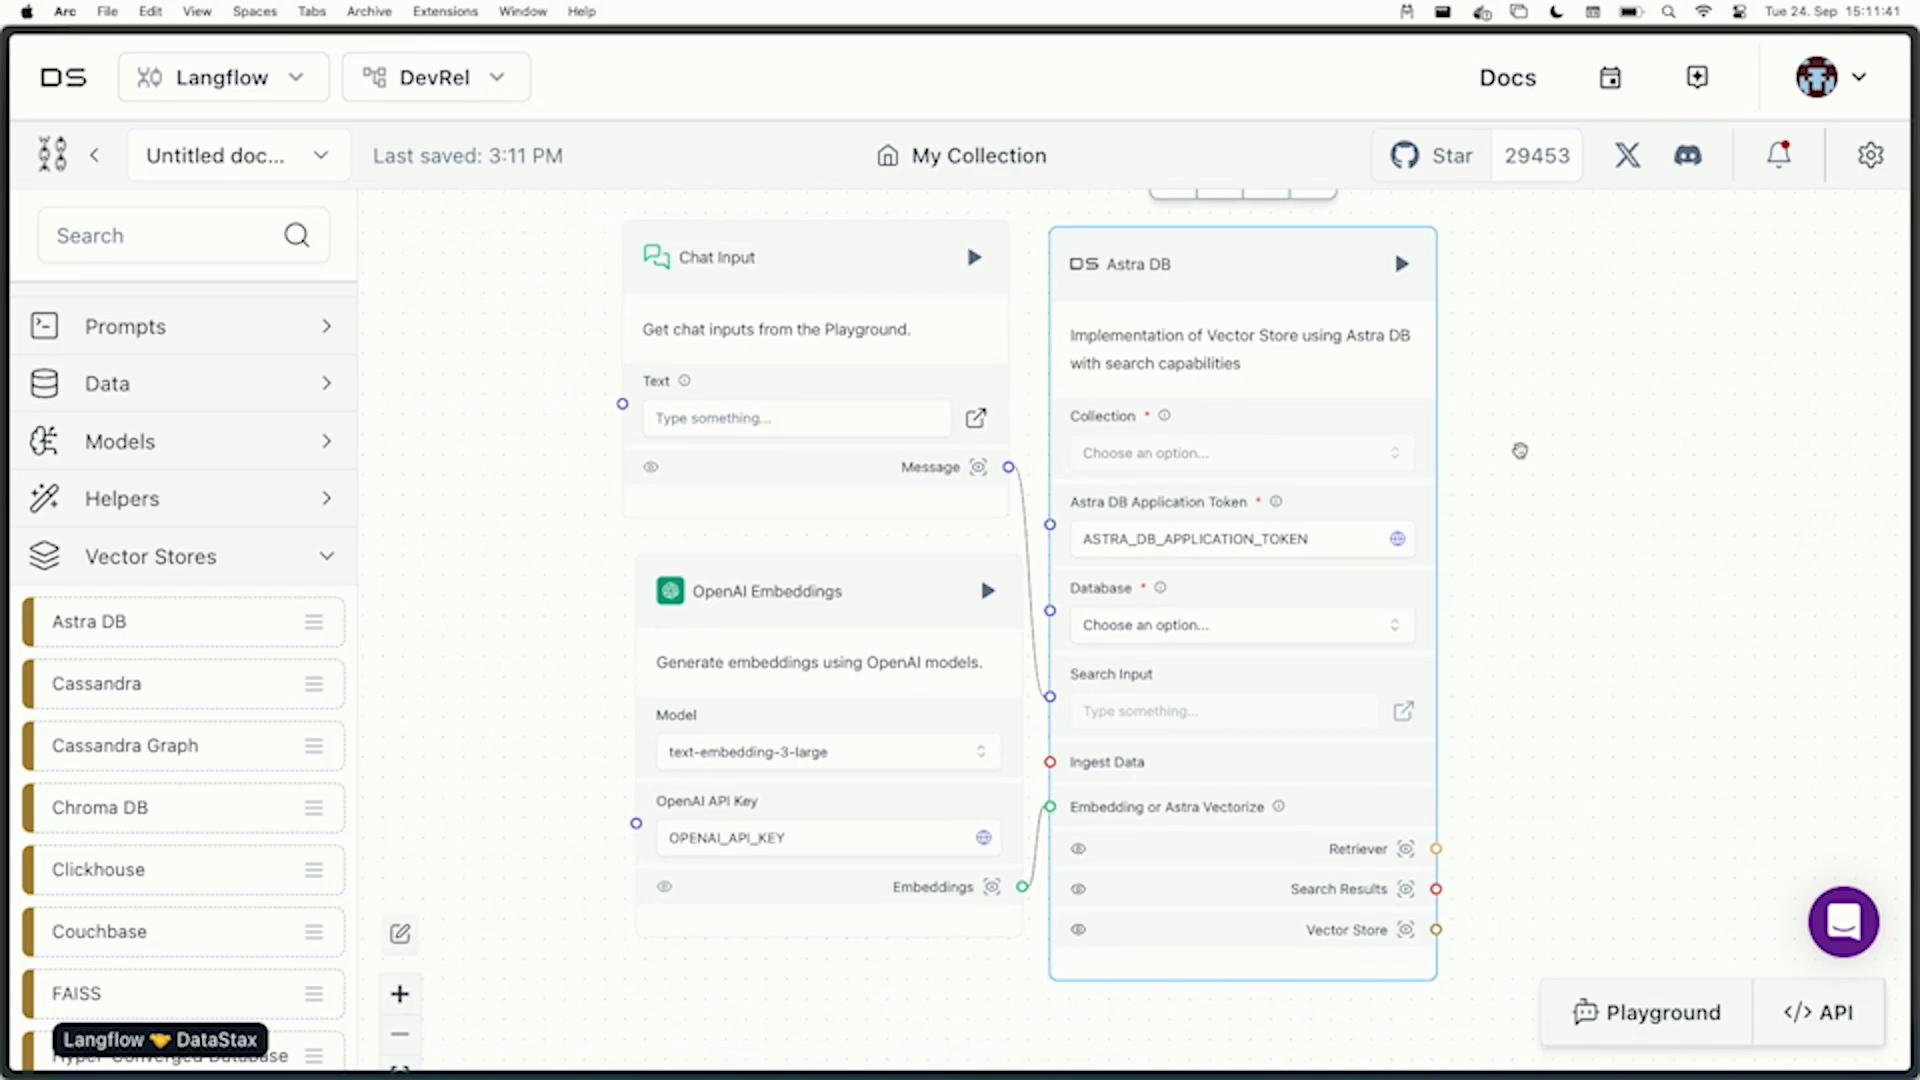 Arc File Edit View Spaces Tabs Archive Extensions Window Help
Tue 24. Sep 15:11:41
DS Langflow DevRel Docs
Untitled doc... Last saved: 3:11 PM My Collection Star 29453
Search
Prompts
Data
Models
Helpers
Vector Stores
Astra DB
Cassandra
Cassandra Graph
Chroma DB
Clickhouse
Couchbase
FAISS
Hyper-Converged Database
Langflow 🤝 DataStax
Chat Input
Get chat inputs from the Playground.
Text
Type something...
Message
OpenAI Embeddings
Generate embeddings using OpenAI models.
Model
text-embedding-3-large
OpenAI API Key
OPENAI_API_KEY
Embeddings
DS Astra DB
Implementation of Vector Store using Astra DB
with search capabilities
Collection *
Choose an option...
Astra DB Application Token *
ASTRA_DB_APPLICATION_TOKEN
Database *
Choose an option...
Search Input
Type something...
Ingest Data
Embedding or Astra Vectorize
Retriever
Search Results
Vector Store
Playground
</> API